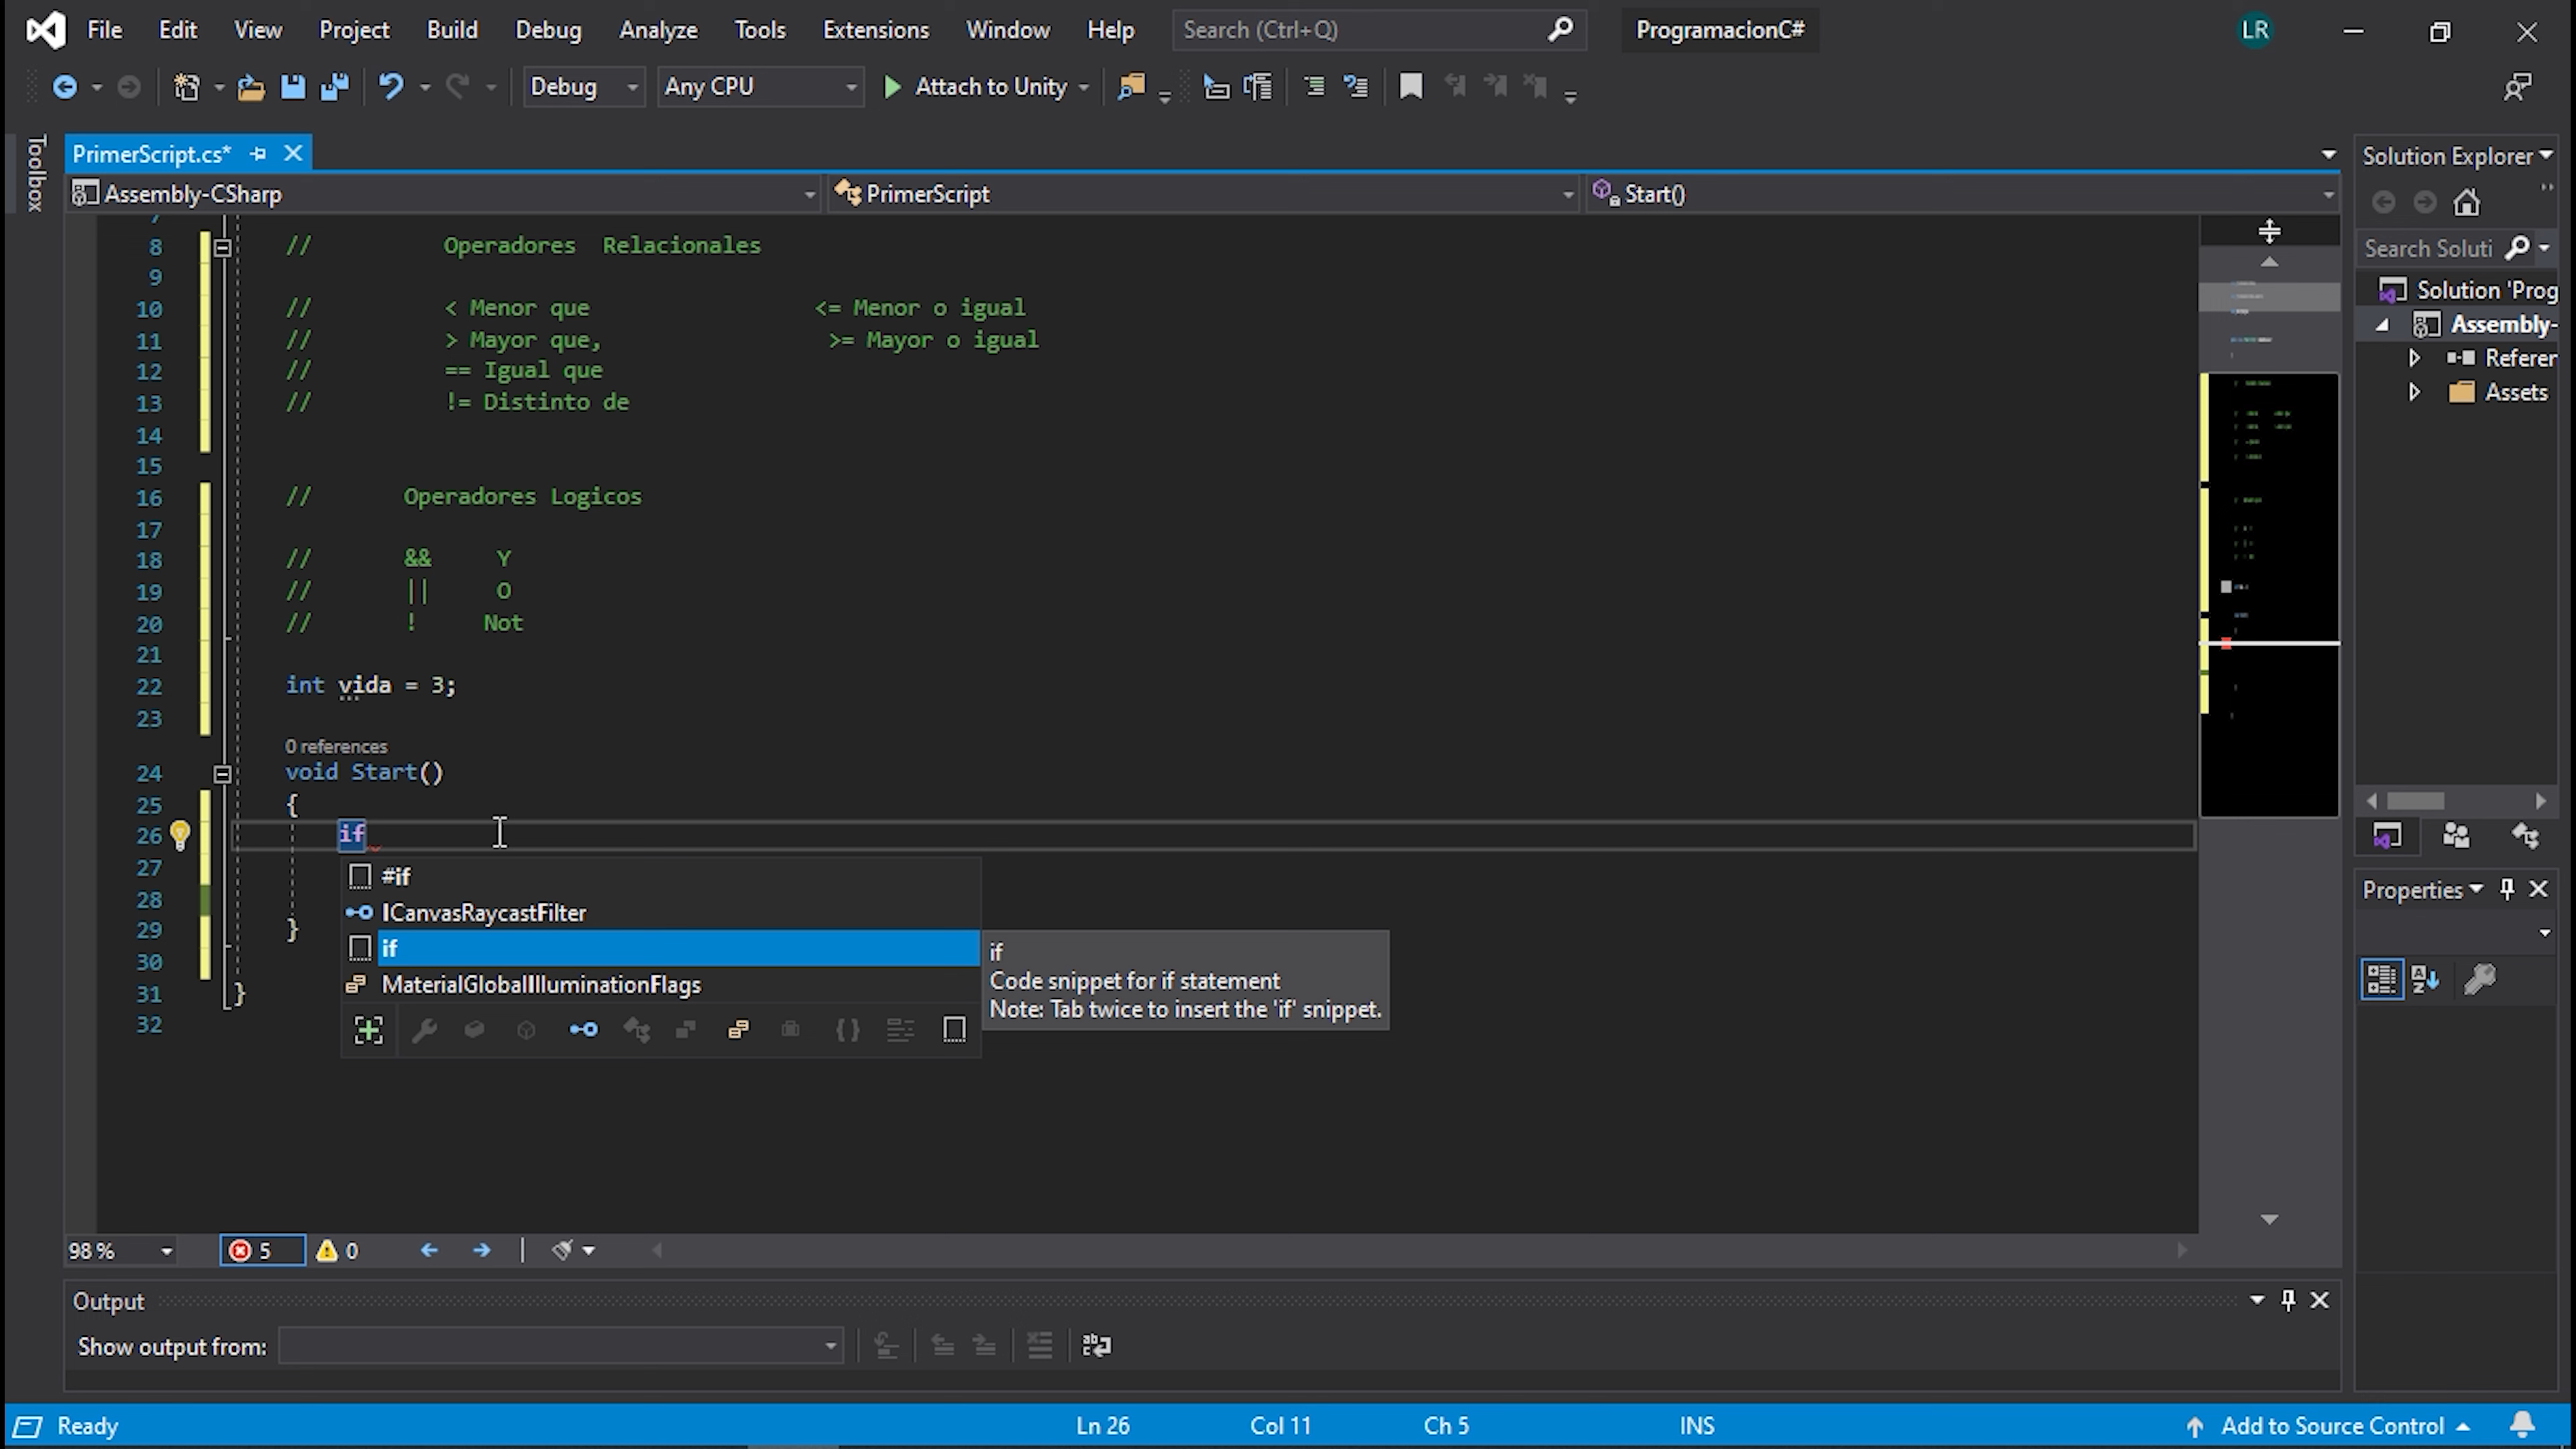 File Edit View Project Build Debug Analyze Tools Extensions Window Help Search (Ctrl+Q) ProgramacionC# LR
Debug Any CPU Attach to Unity
Toolbox
PrimerScript.cs*
Assembly-CSharp PrimerScript Start()
7
8 // Operadores Relacionales
9
10 // < Menor que <= Menor o igual
11 // > Mayor que, >= Mayor o igual
12 // == Igual que
13 // != Distinto de
14
15
16 // Operadores Logicos
17
18 // && Y
19 // || O
20 // ! Not
21
22 int vida = 3;
23
0 references
24 void Start()
25 {
26 if
27
28
29 }
30
31 }
32
#if
ICanvasRaycastFilter
if
MaterialGlobalIlluminationFlags
if
Code snippet for if statement
Note: Tab twice to insert the 'if' snippet.
98 % 5 0
Output
Show output from:
Solution Explorer
Search Soluti
Solution 'Prog
Assembly-
Referer
Assets
Properties
Ready Ln 26 Col 11 Ch 5 INS Add to Source Control